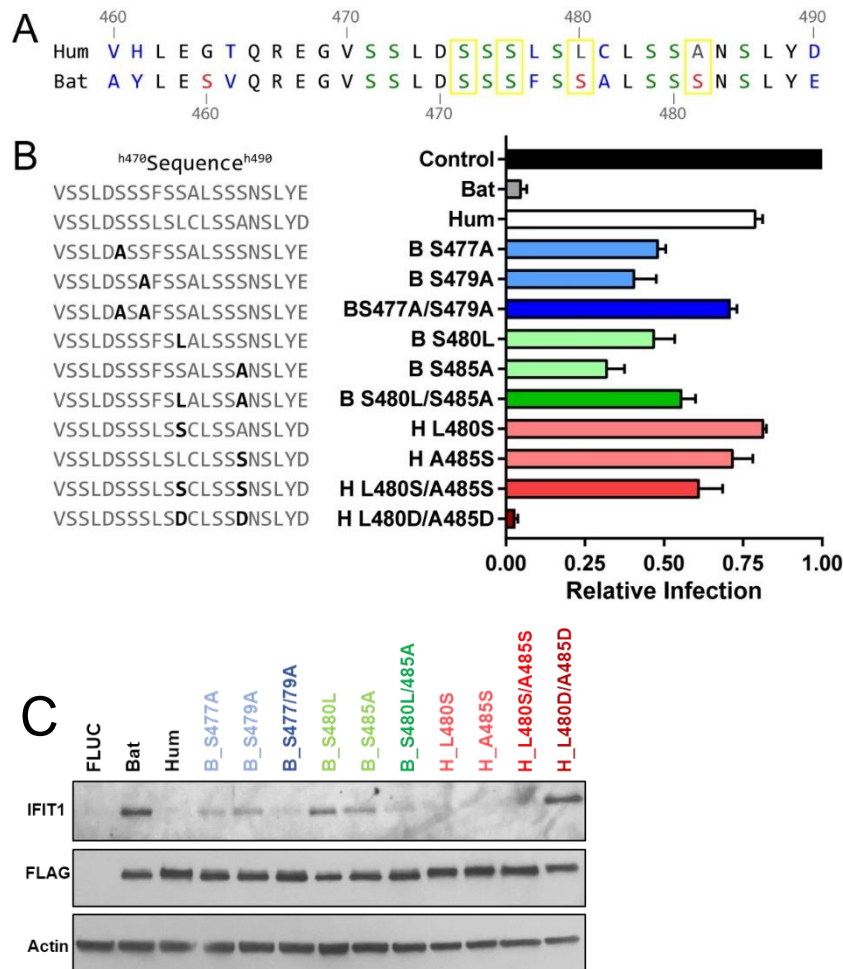 A
460 470 480 490
Hum V H L E G T Q R E G V S S L D S S S L S L C L S S A N S L Y D
Bat A Y L E S V Q R E G V S S L D S S S F S S A L S S S N S L Y E
460 470 480
B
h470Sequenceh490
VSSLDSSSFSSALSSSNSLYE
VSSLDSSSLSLCLSSANSLYD
VSSLDASSFSSALSSSNSLYE
VSSLDSSAFSSALSSSNSLYE
VSSLDASAFSSALSSSNSLYE
VSSLDSSSFSLALSSSNSLYE
VSSLDSSSFSSALSSANSLYE
VSSLDSSSFSLALSSANSLYE
VSSLDSSSLSSCLSSANSLYD
VSSLDSSSLSLCLSSSNSLYD
VSSLDSSSLSSCLSSSNSLYD
VSSLDSSSLSDCLSSDNSLYD
Control
Bat
Hum
B S477A
B S479A
BS477A/S479A
B S480L
B S485A
B S480L/S485A
H L480S
H A485S
H L480S/A485S
H L480D/A485D
0.00 0.25 0.50 0.75 1.00
Relative Infection
C
FLUC
Bat
Hum
B_S477A
B_S479A
B_S477/79A
B_S480L
B_S485A
B_S480L/485A
H_L480S
H_A485S
H_L480S/A485S
H_L480D/A485D
IFIT1
FLAG
Actin